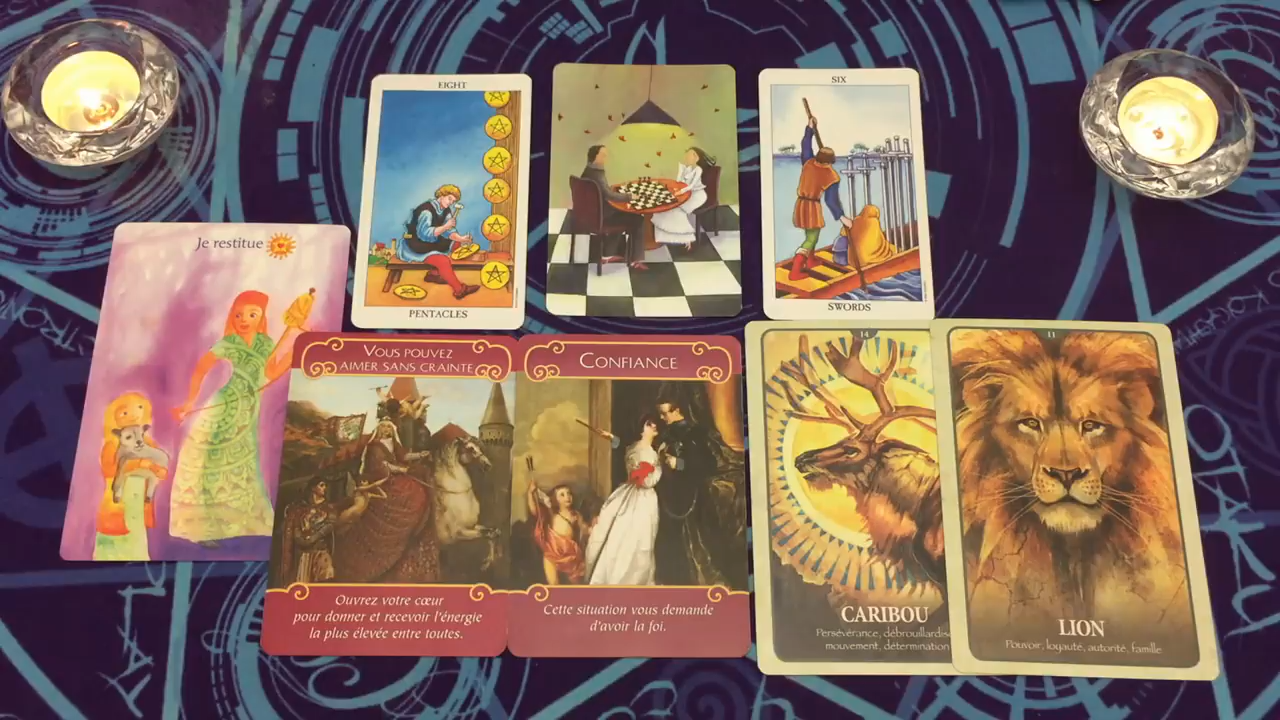 EIGHT
PENTACLES
SIX
SWORDS
Je restitue
VOUS POUVEZ
AIMER SANS CRAINTE
Ouvrez votre cœur
pour donner et recevoir l'énergie
la plus élevée entre toutes.
CONFIANCE
Cette situation vous demande
d'avoir la foi.
14
CARIBOU
Persévérance, débrouillardis
mouvement, détermination
11
LION
Pouvoir, loyauté, autorité, famille
OTAKU